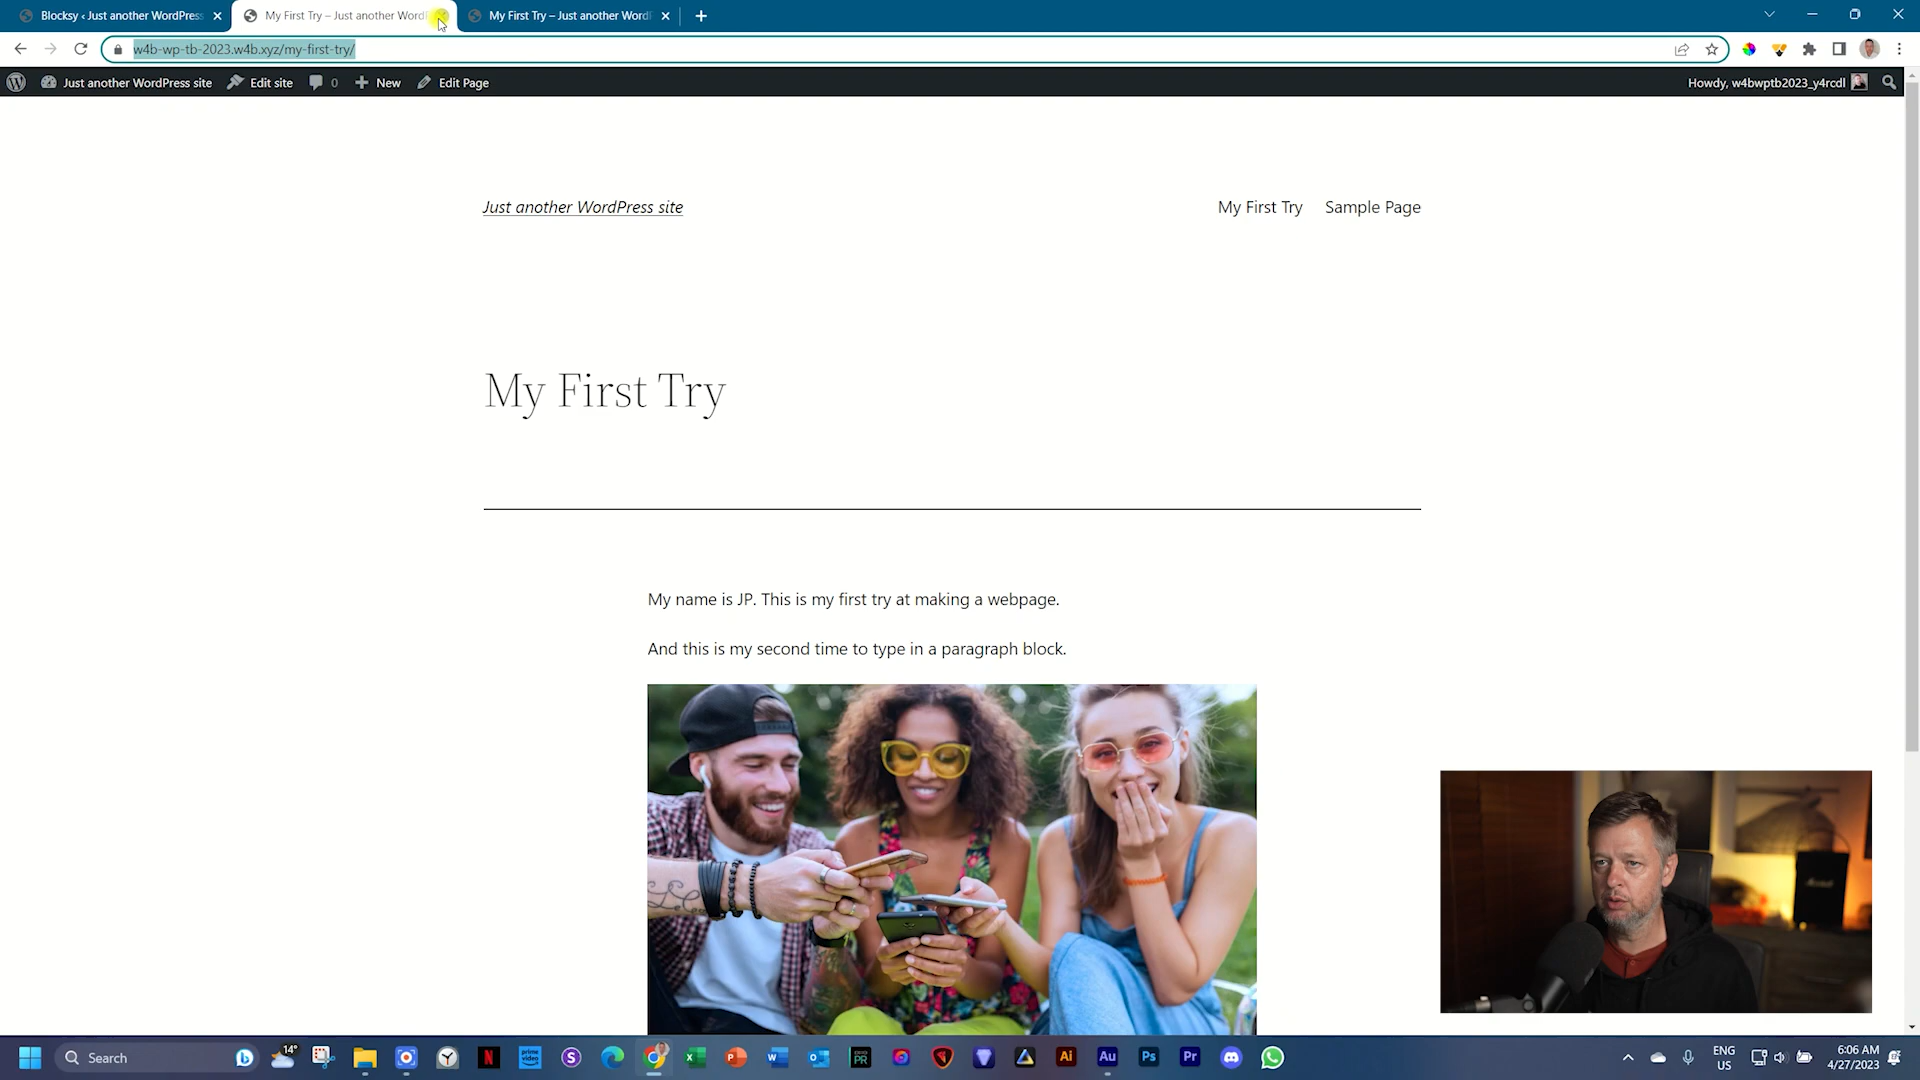 Blocksy ‹ Just another WordPress
My First Try – Just another Word
My First Try – Just another Word
w4b-wp-tb-2023.w4b.xyz/my-first-try/
Just another WordPress site
Edit site
0
New
Edit Page
Howdy, w4bwptb2023_y4rcdl
Just another WordPress site
My First Try
Sample Page
My First Try
My name is JP. This is my first try at making a webpage.
And this is my second time to type in a paragraph block.
Search
14°
ENG
US
6:06 AM
4/27/2023